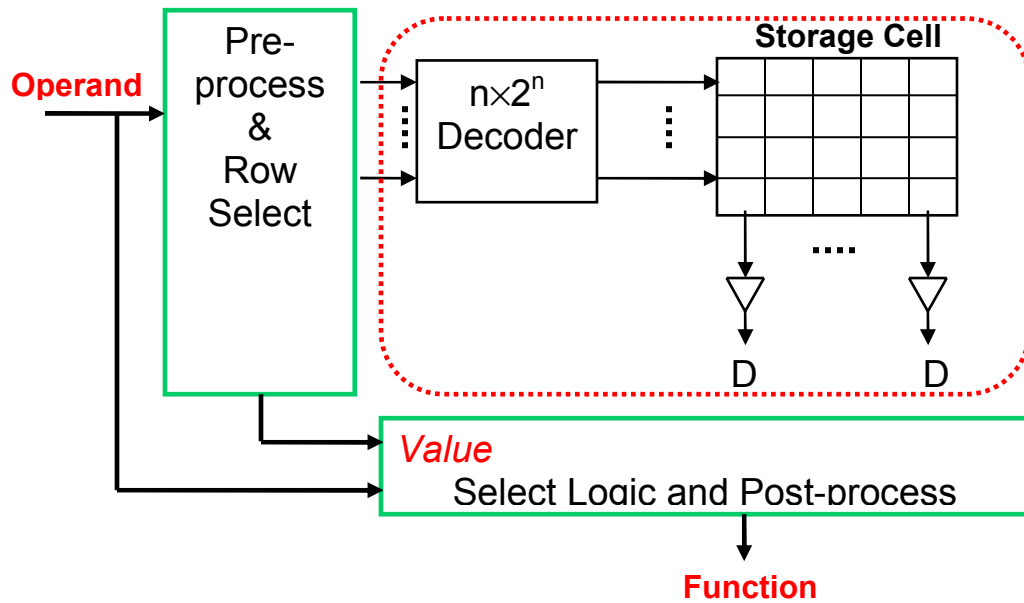 Operand
Pre-
process
&
Row
Select
n×2ⁿ
Decoder
Storage Cell
D
D
Value
Select Logic and Post-process
Function